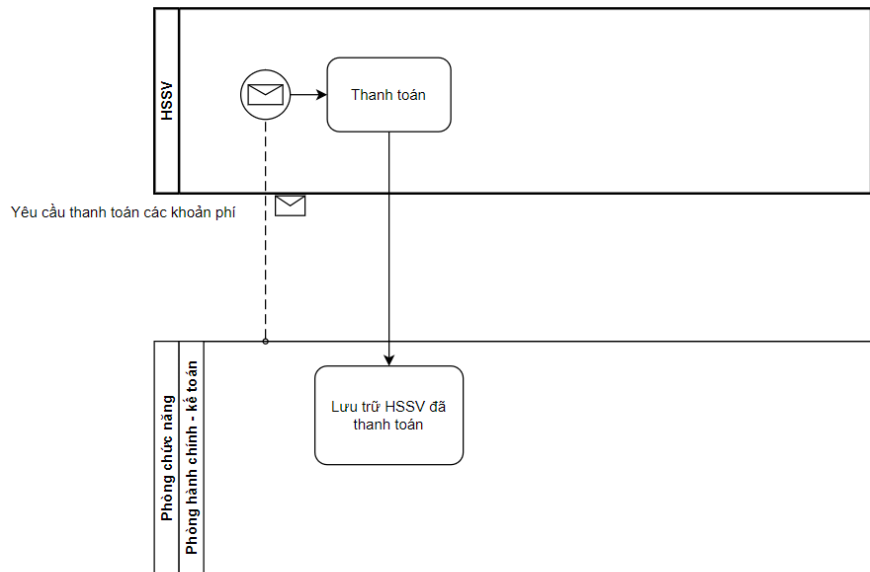 HSSV
Thanh toán
Yêu cầu thanh toán các khoản phí
Phòng chức năng
Phòng hành chính - kế toán
Lưu trữ HSSV đã
thanh toán